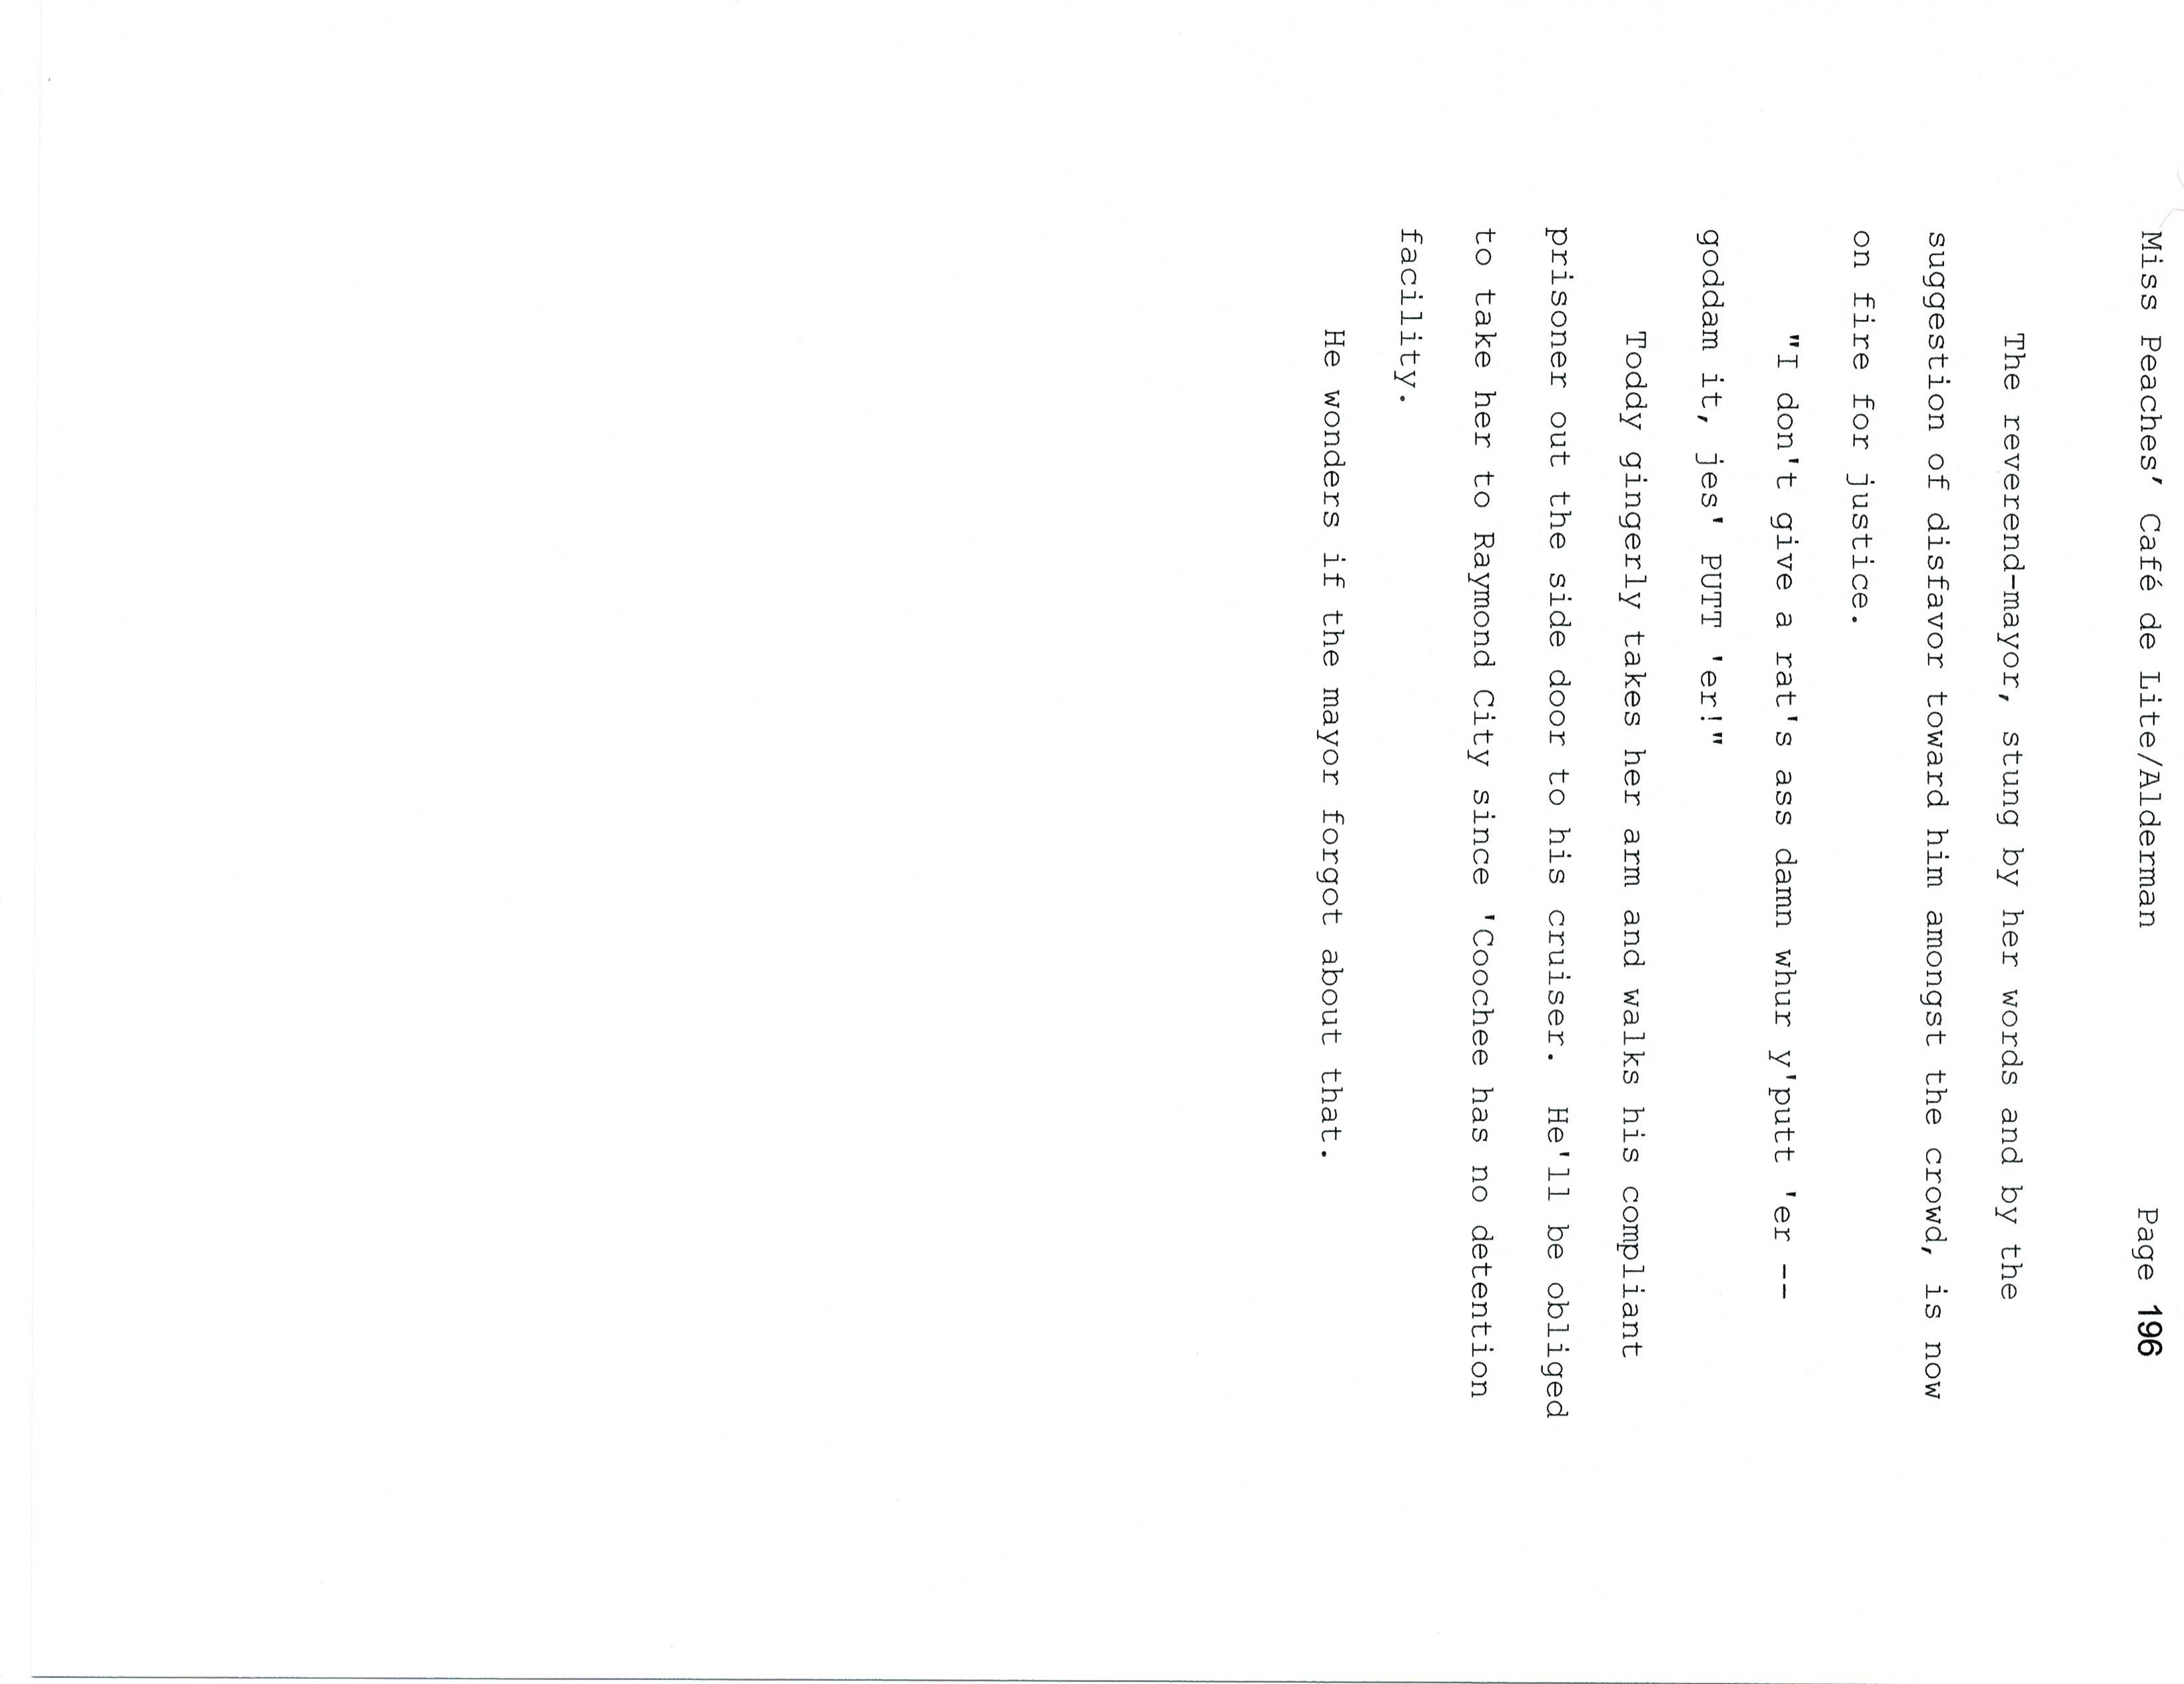 Miss Peaches’ Café de Lite/Alderman Page 196
The reverend-mayor, stung by her words and by the
suggestion of disfavor toward him amongst the crowd, is now
on fire for justice.
"I don't give a rat's ass damn whur y'putt 'er --
goddam it, jes' PUTT 'er!"
Toddy gingerly takes her arm and walks his compliant
prisoner out the side door to his cruiser. He'll be obliged
to take her to Raymond City since 'Coochee has no detention
facility.
He wonders if the mayor forgot about that.